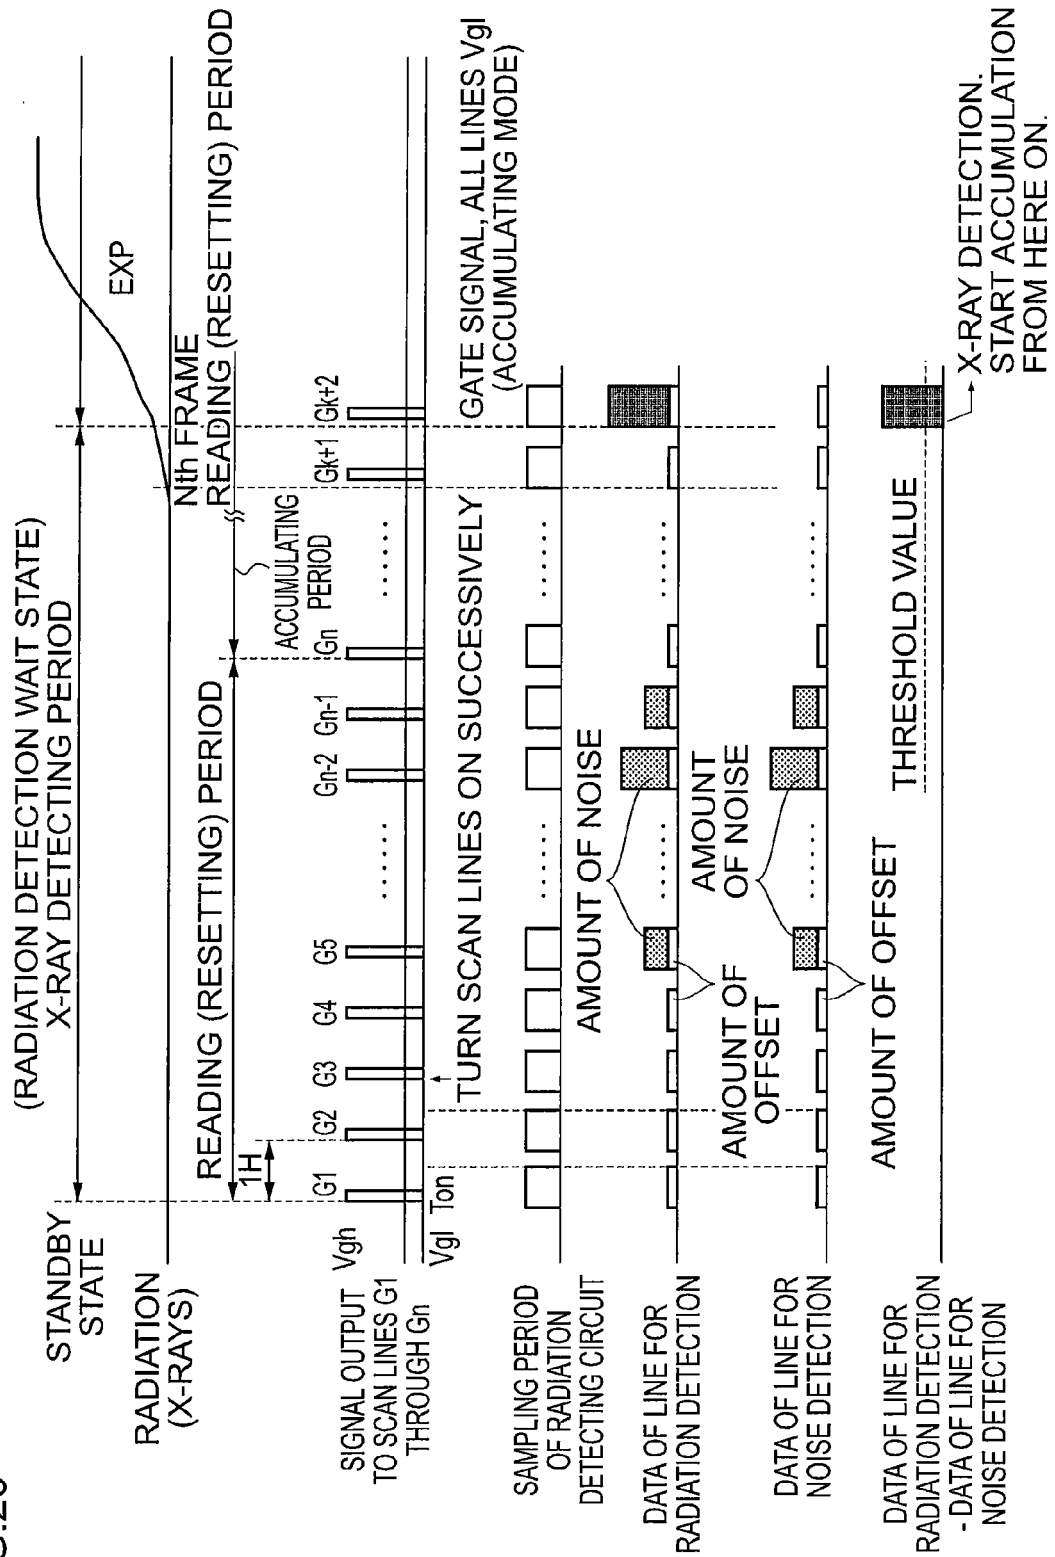 (RADIATION DETECTION WAIT STATE)
X-RAY DETECTING PERIOD
STANDBY
STATE
EXP
RADIATION
(X-RAYS)
Nth FRAME
READING (RESETTING) PERIOD
READING (RESETTING) PERIOD
ACCUMULATING
PERIOD
1H
G1 G2 G3 G4 G5 ...... Gn-2 Gn-1 Gn ...... Gk+1 Gk+2
SIGNAL OUTPUT
TO SCAN LINES G1
THROUGH Gn
Vgh
Vgl
Ton
TURN SCAN LINES ON SUCCESSIVELY
GATE SIGNAL, ALL LINES Vgl
(ACCUMULATING MODE)
SAMPLING PERIOD
OF RADIATION
DETECTING CIRCUIT
...... ......
AMOUNT OF NOISE
DATA OF LINE FOR
RADIATION DETECTION
...... ......
AMOUNT OF
OFFSET
AMOUNT
OF NOISE
DATA OF LINE FOR
NOISE DETECTION
...... ......
AMOUNT OF OFFSET
THRESHOLD VALUE
DATA OF LINE FOR
RADIATION DETECTION
- DATA OF LINE FOR
NOISE DETECTION
X-RAY DETECTION.
START ACCUMULATION
FROM HERE ON.